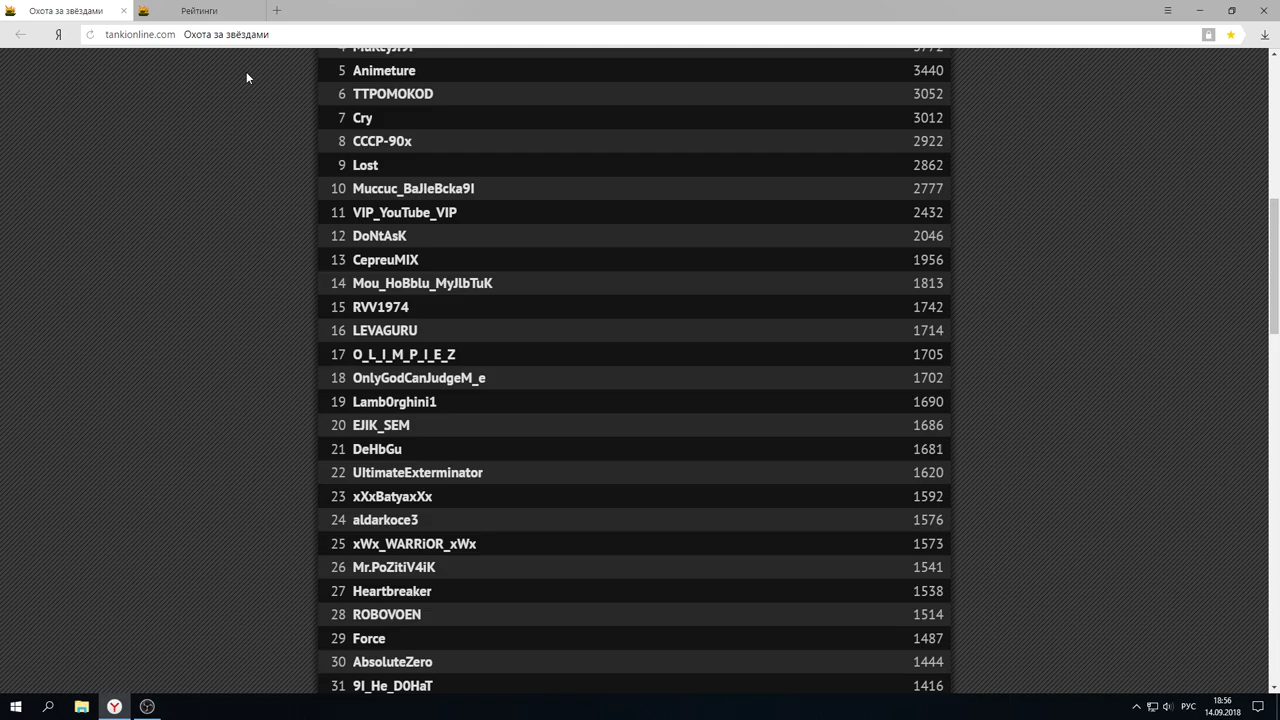 Охота за звёздами
Рейтинги
Я
tankionline.com Охота за звёздами
5 Animeture 3440
6 TTPOMOKOD 3052
7 Cry 3012
8 CCCP-90x 2922
9 Lost 2862
10 Muccuc_BaJIeBcka9I 2777
11 VIP_YouTube_VIP 2432
12 DoNtAsK 2046
13 CepreuMIX 1956
14 Mou_HoBblu_MyJlbTuK 1813
15 RVV1974 1742
16 LEVAGURU 1714
17 O_L_I_M_P_I_E_Z 1705
18 OnlyGodCanJudgeM_e 1702
19 Lamb0rghini1 1690
20 EJIK_SEM 1686
21 DeHbGu 1681
22 UltimateExterminator 1620
23 xXxBatyaxXx 1592
24 aldarkoce3 1576
25 xWx_WARRiOR_xWx 1573
26 Mr.PoZitiV4iK 1541
27 Heartbreaker 1538
28 ROBOVOEN 1514
29 Force 1487
30 AbsoluteZero 1444
31 9I_He_D0HaT 1416
РУС
18:56
14.09.2018